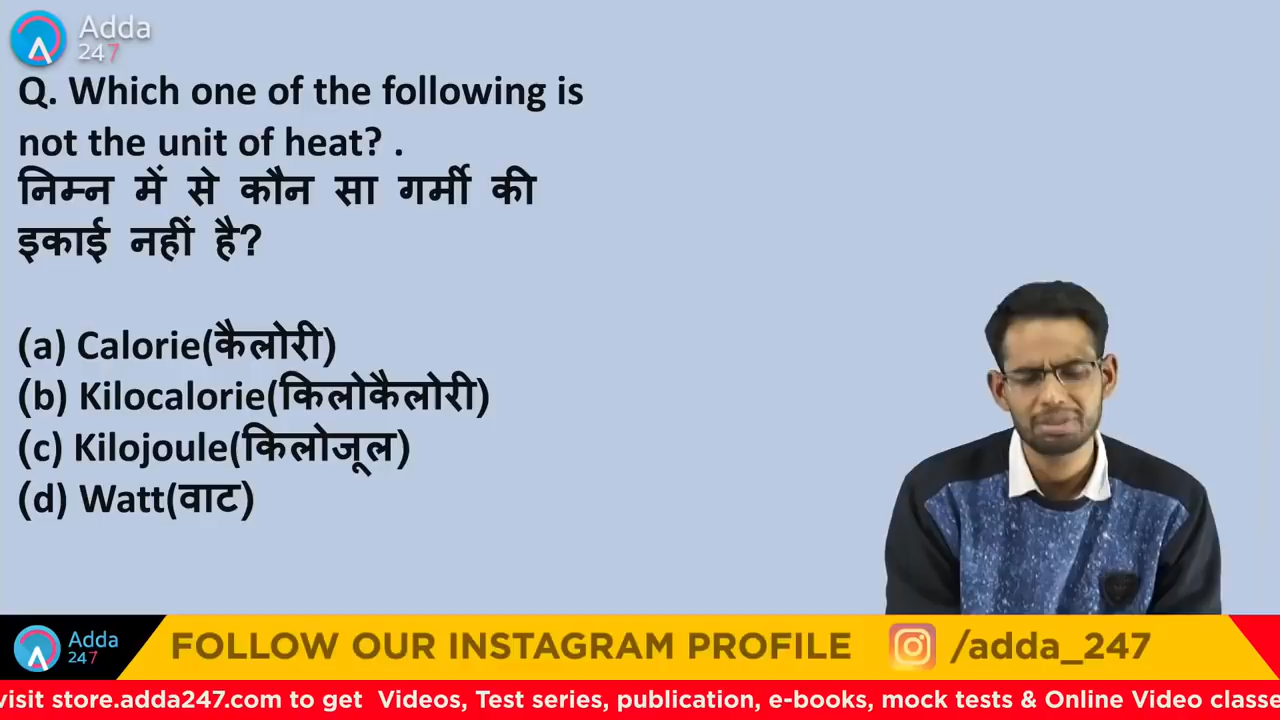 Adda
247
Q. Which one of the following is
not the unit of heat? .
निम्न में से कौन सा गर्मी की
इकाई नहीं है?
(a) Calorie(कैलोरी)
(b) Kilocalorie(किलोकैलोरी)
(c) Kilojoule(किलोजूल)
(d) Watt(वाट)
Adda
247
FOLLOW OUR INSTAGRAM PROFILE /adda_247
visit store.adda247.com to get Videos, Test series, publication, e-books, mock tests & Online Video